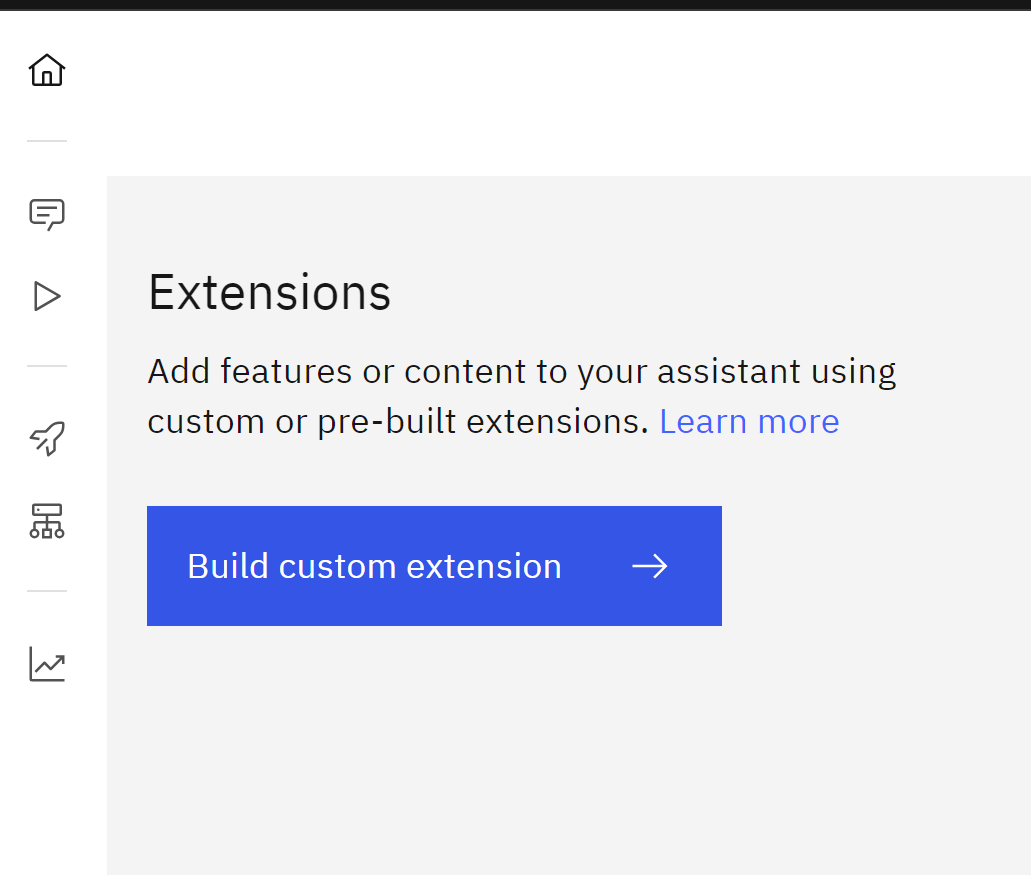 Extensions
Add features or content to your assistant using
custom or pre-built extensions. Learn more
Build custom extension